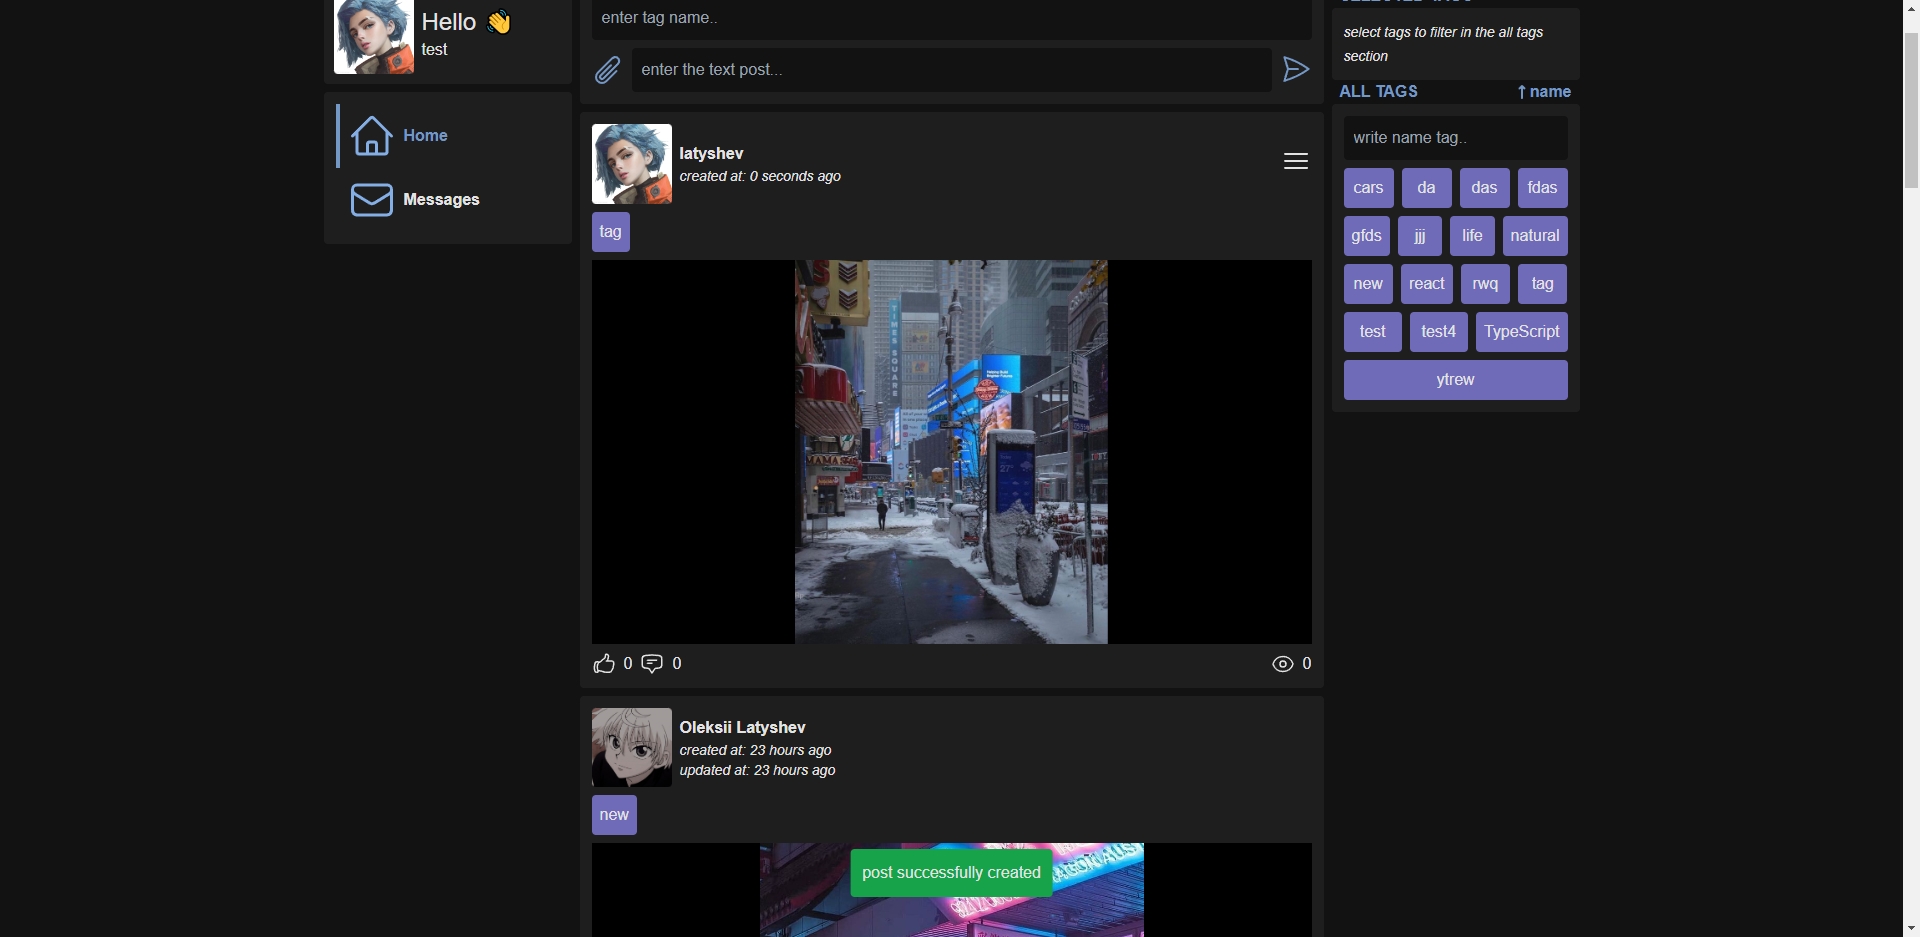 Hello 👋
test
Home
Messages
enter tag name..
enter the text post...
latyshev
created at: 0 seconds ago
tag
TIMES SQUARE
27°
0
0
0
Oleksii Latyshev
created at: 23 hours ago
updated at: 23 hours ago
new
post successfully created
select tags to filter in the all tags
section
ALL TAGS
↑ name
write name tag..
cars da das fdas
gfds jjj life natural
new react rwq tag
test test4 TypeScript
ytrew